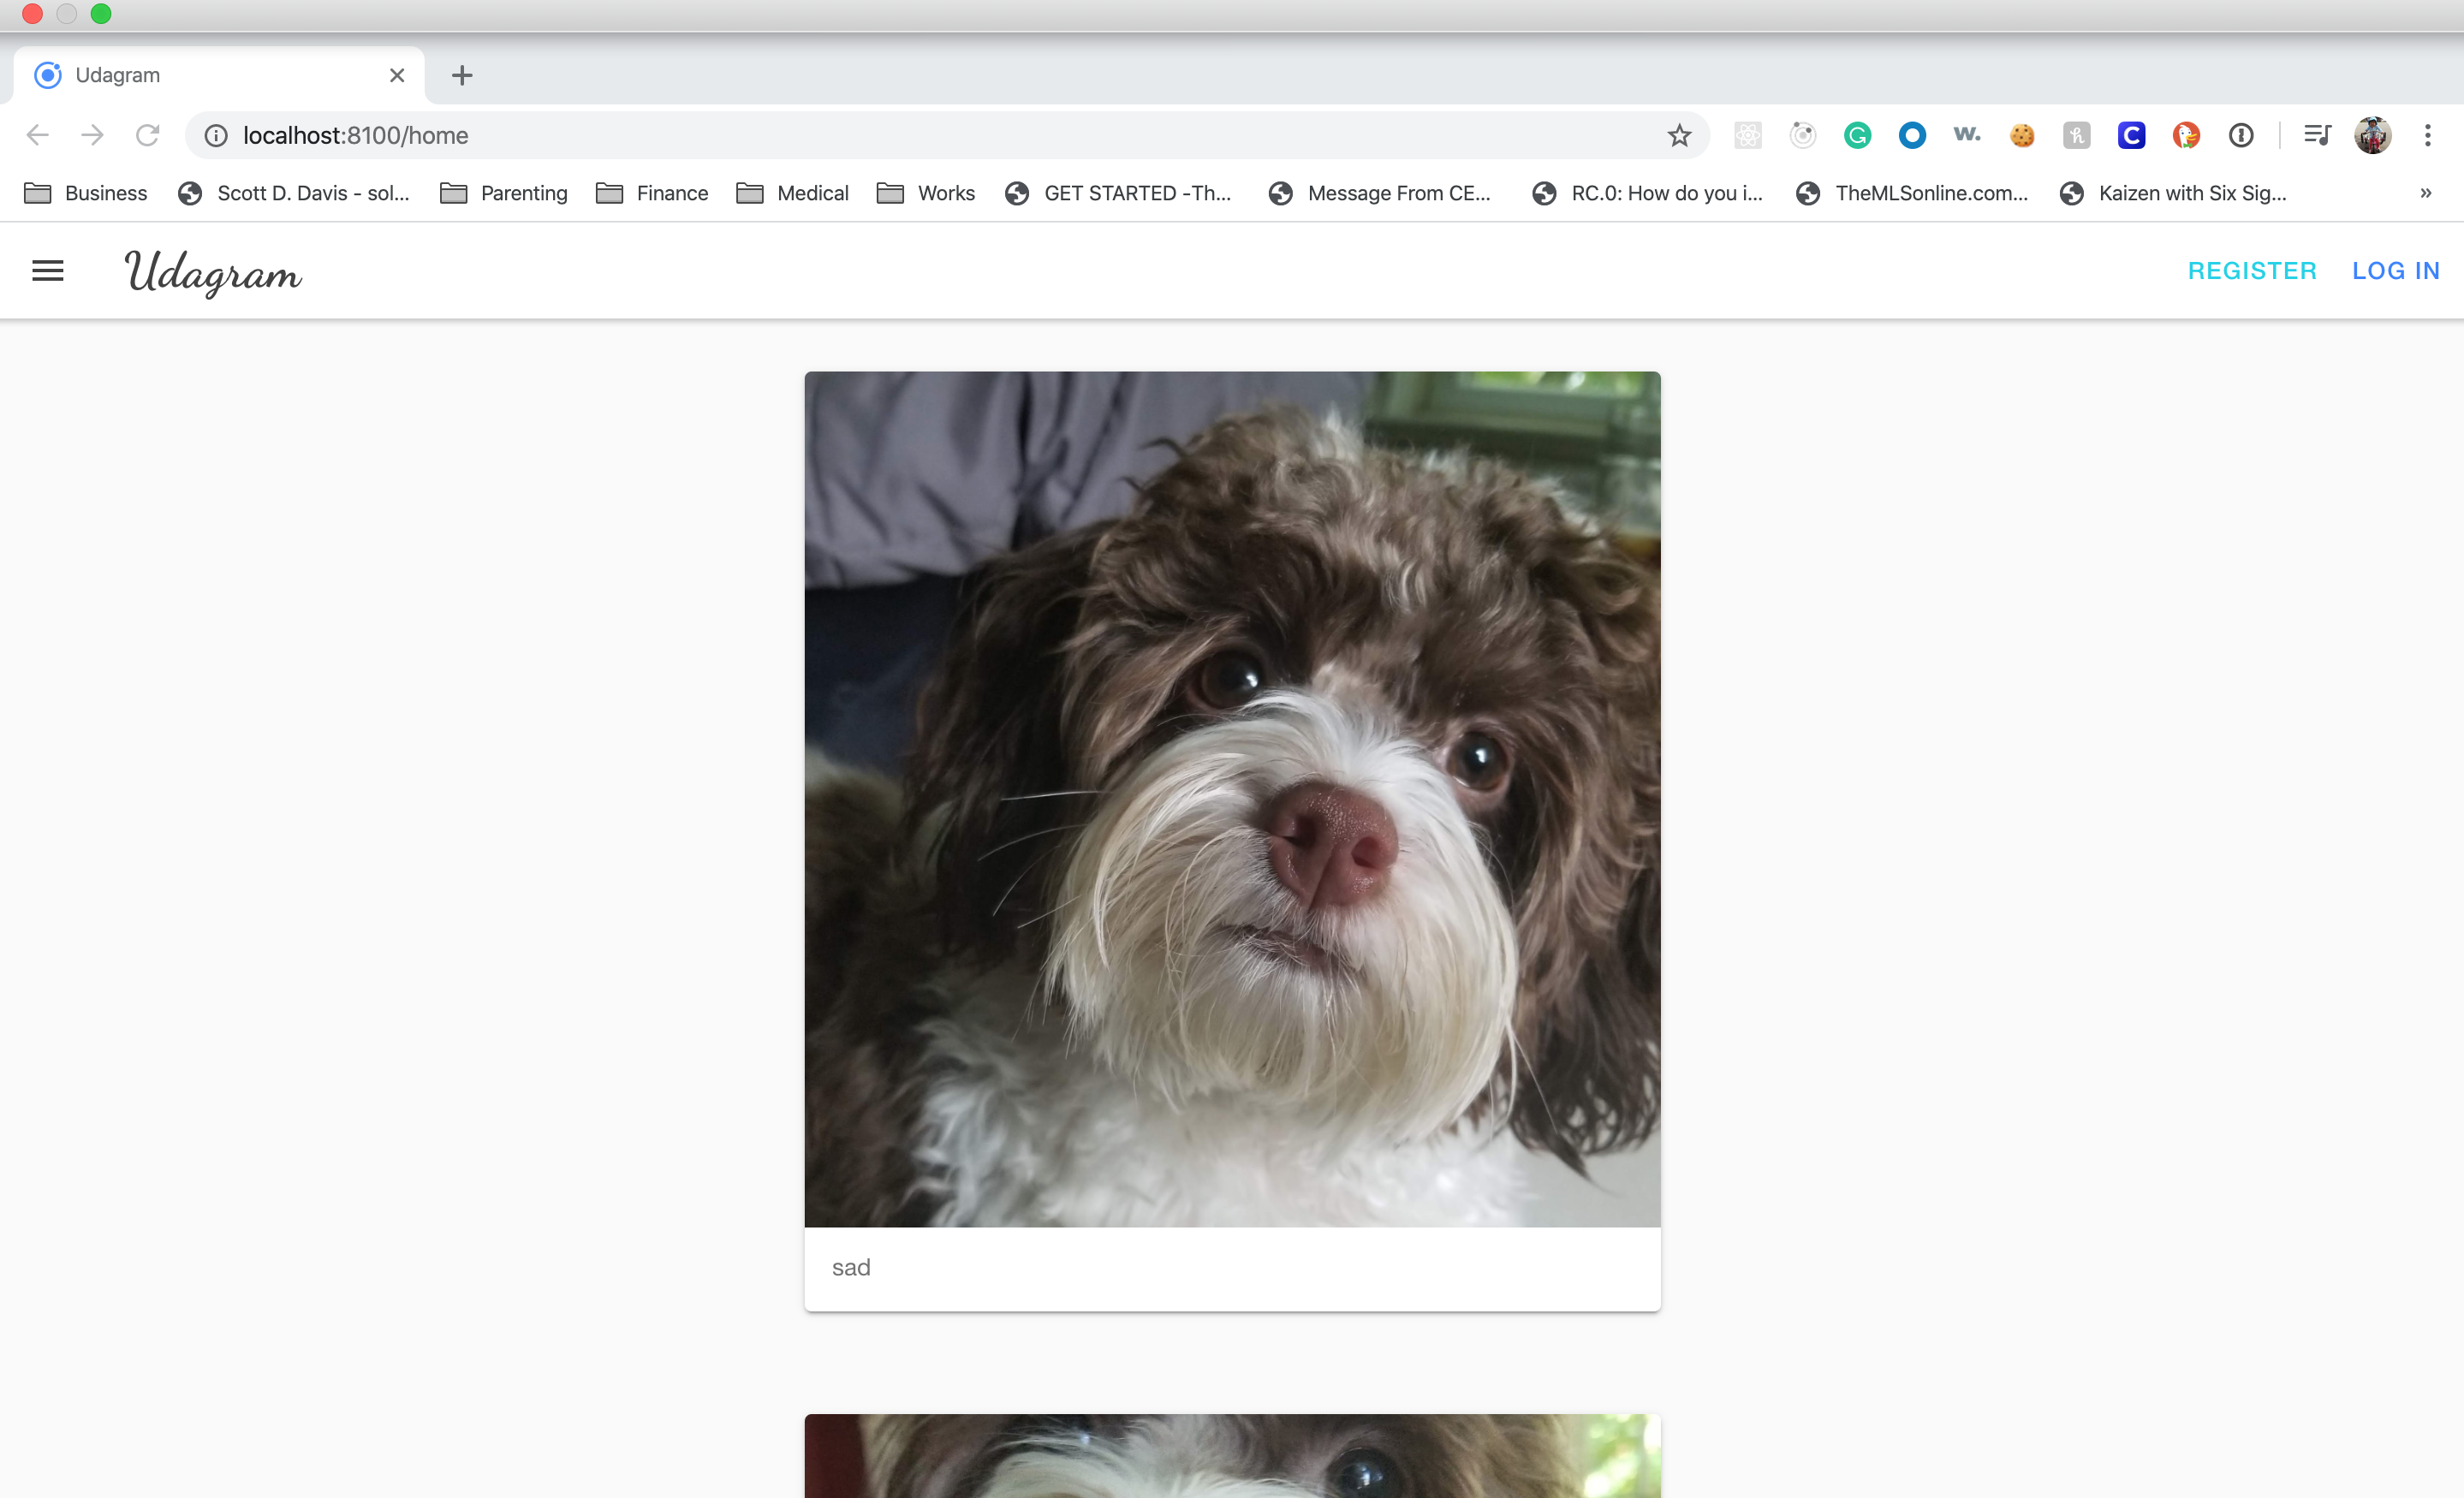 Udagram
localhost:8100/home
Business Scott D. Davis - sol... Parenting Finance Medical Works GET STARTED -Th... Message From CE... RC.0: How do you i... TheMLSonline.com... Kaizen with Six Sig... »
Udagram REGISTER LOG IN
sad